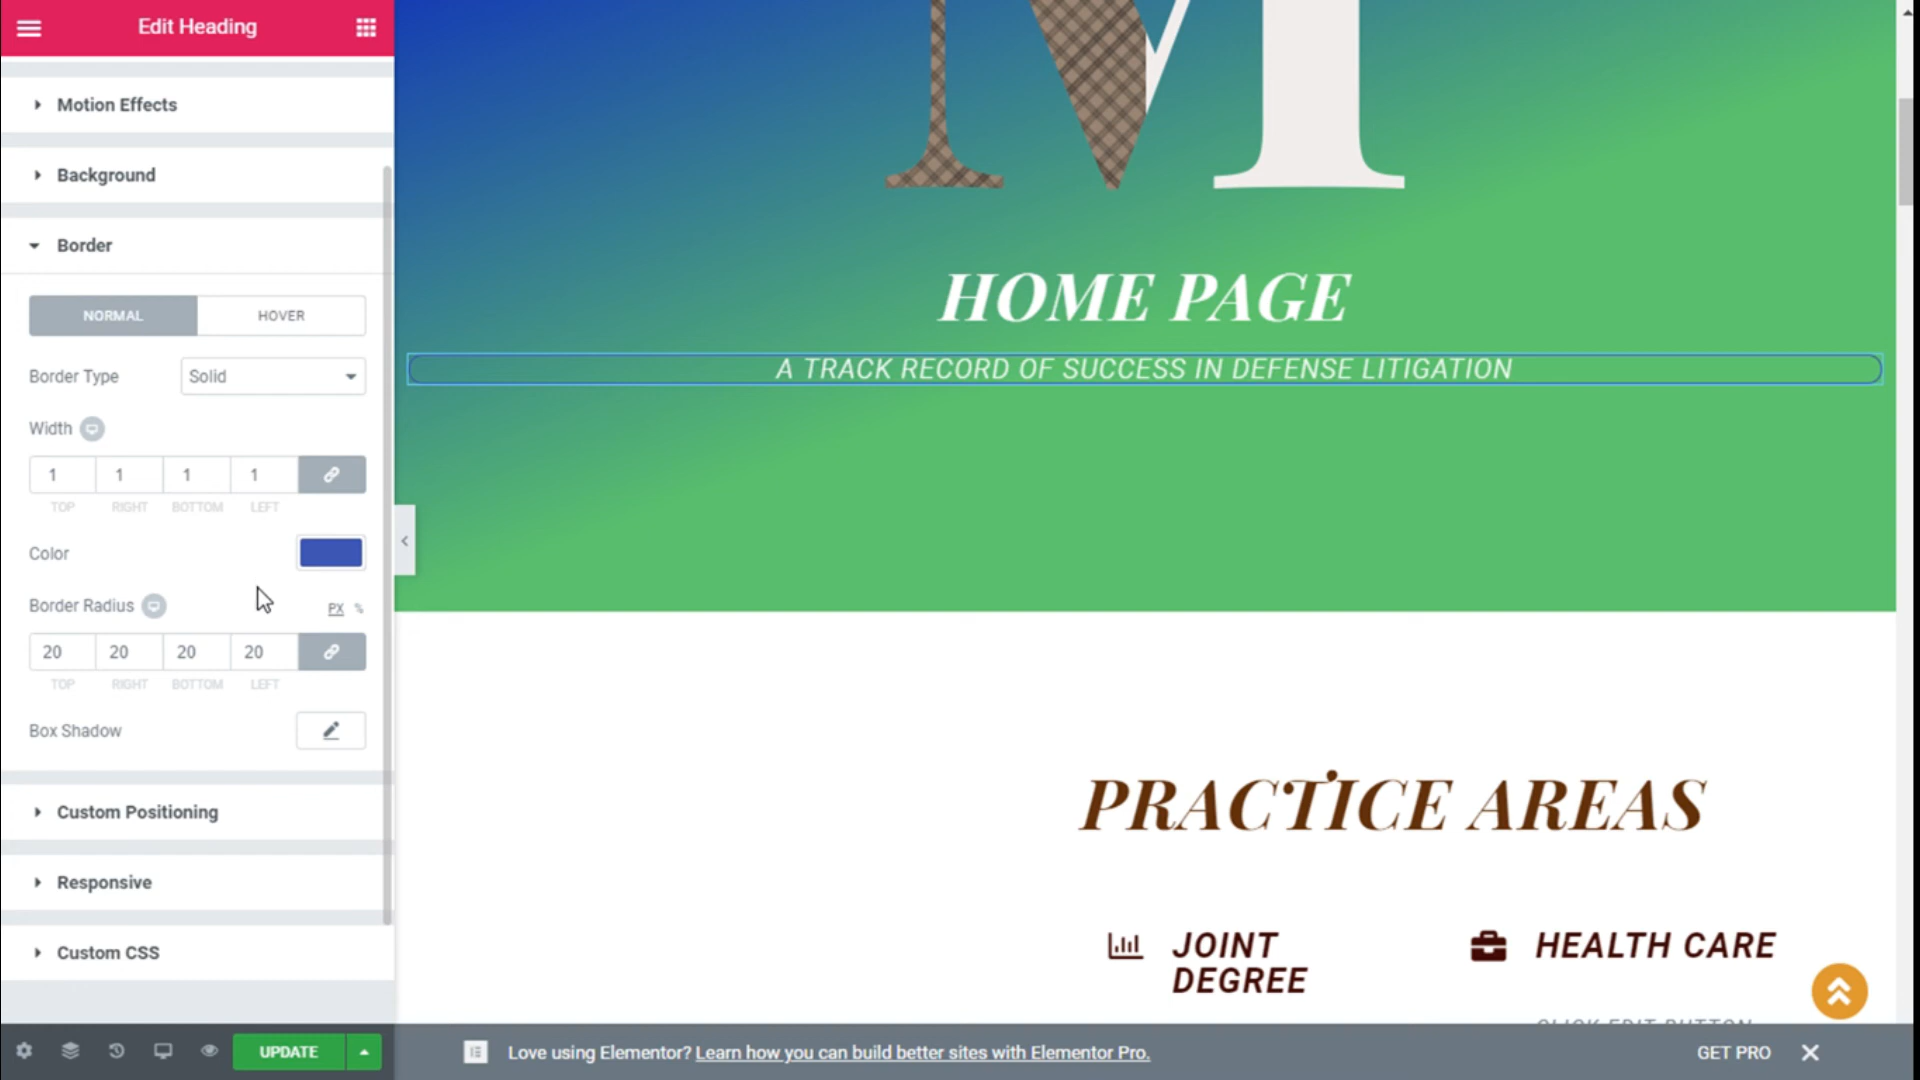 Edit Heading
Motion Effects
Background
Border
NORMAL HOVER
Border Type Solid
Width
1 1 1 1
TOP RIGHT BOTTOM LEFT
Color
Border Radius PX %
20 20 20 20
TOP RIGHT BOTTOM LEFT
Box Shadow
Custom Positioning
Responsive
Custom CSS
UPDATE
M
HOME PAGE
A TRACK RECORD OF SUCCESS IN DEFENSE LITIGATION
PRACTICE AREAS
JOINT
DEGREE
HEALTH CARE
CLICK EDIT BUTTON
Love using Elementor? Learn how you can build better sites with Elementor Pro.
GET PRO